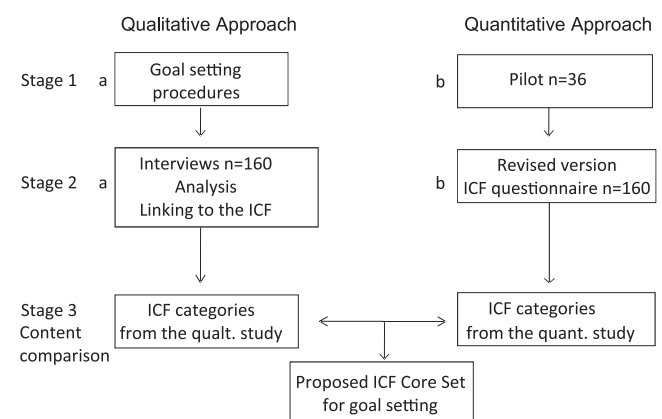 Qualitative Approach
Quantitative Approach
Stage 1 a
Goal setting
procedures
b
Pilot n=36
Stage 2 a
Interviews n=160
Analysis
Linking to the ICF
b
Revised version
ICF questionnaire n=160
Stage 3
Content
comparison
ICF categories
from the qualt. study
ICF categories
from the quant. study
Proposed ICF Core Set
for goal setting